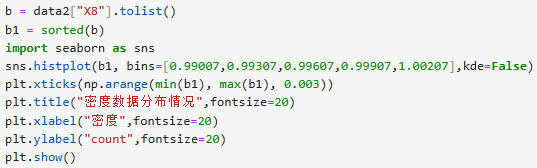 b = data2["X8"].tolist()
b1 = sorted(b)
import seaborn as sns
sns.histplot(b1, bins=[0.99007,0.99307,0.99607,0.99907,1.00207],kde=False)
plt.xticks(np.arange(min(b1), max(b1), 0.003))
plt.title("密度数据分布情况",fontsize=20)
plt.xlabel("密度",fontsize=20)
plt.ylabel("count",fontsize=20)
plt.show()